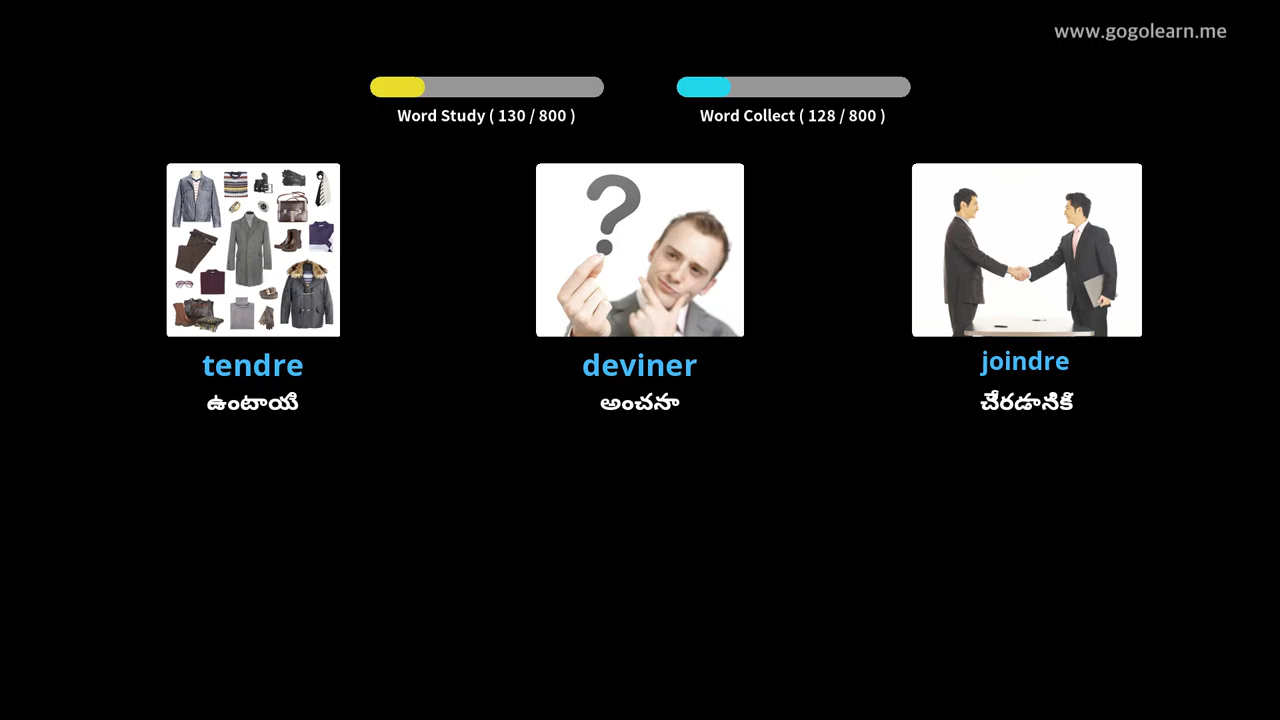 www.gogolearn.me
Word Study ( 130 / 800 )
Word Collect ( 128 / 800 )
tendre
deviner
joindre
ఉంటాయి
అంచనా
చేరడానికి